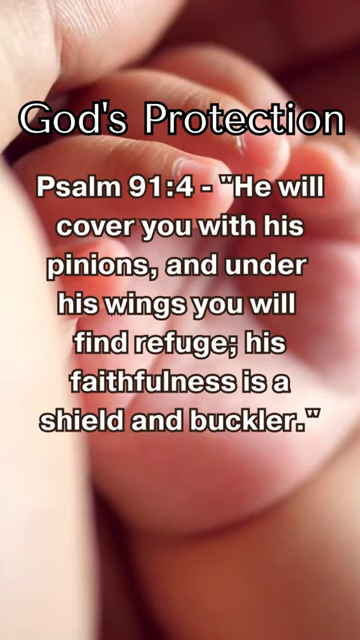 God's Protection
Psalm 91:4 - "He will
cover you with his
pinions, and under
his wings you will
find refuge; his
faithfulness is a
shield and buckler."